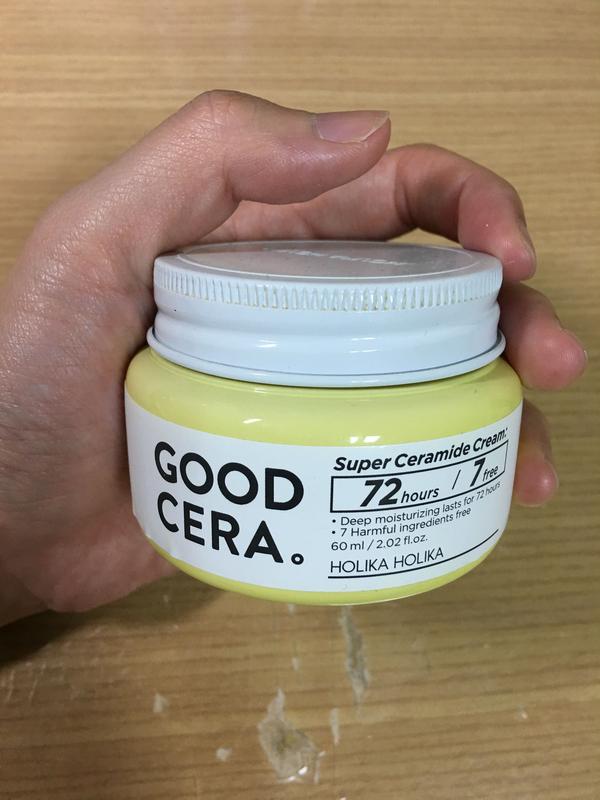 GOOD
CERA.
Super Ceramide Cream:
72 hours / 7 free
• Deep moisturizing lasts for 72 hours
• 7 Harmful ingredients free
60 ml / 2.02 fl.oz.
HOLIKA HOLIKA